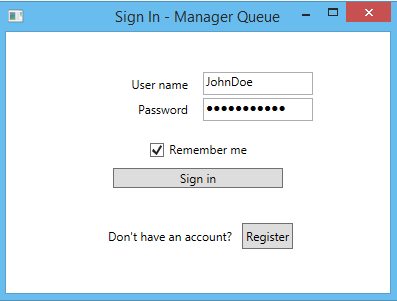 Sign In - Manager Queue
User name JohnDoe
Password ●●●●●●●●●●●
Remember me
Sign in
Don't have an account? Register